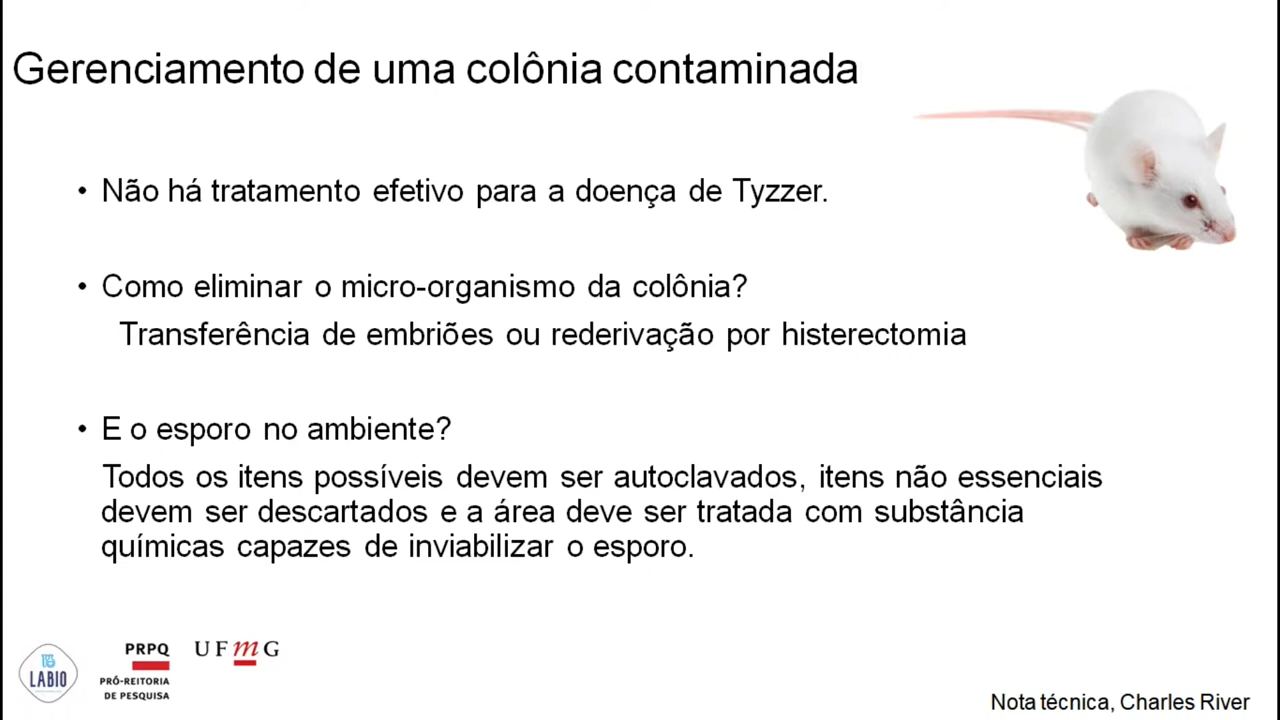 Gerenciamento de uma colônia contaminada
• Não há tratamento efetivo para a doença de Tyzzer.
• Como eliminar o micro-organismo da colônia?
Transferência de embriões ou rederivação por histerectomia
• E o esporo no ambiente?
Todos os itens possíveis devem ser autoclavados, itens não essenciais
devem ser descartados e a área deve ser tratada com substância
químicas capazes de inviabilizar o esporo.
LABIO
PRPQ
PRÓ-REITORIA
DE PESQUISA
UFmG
Nota técnica, Charles River